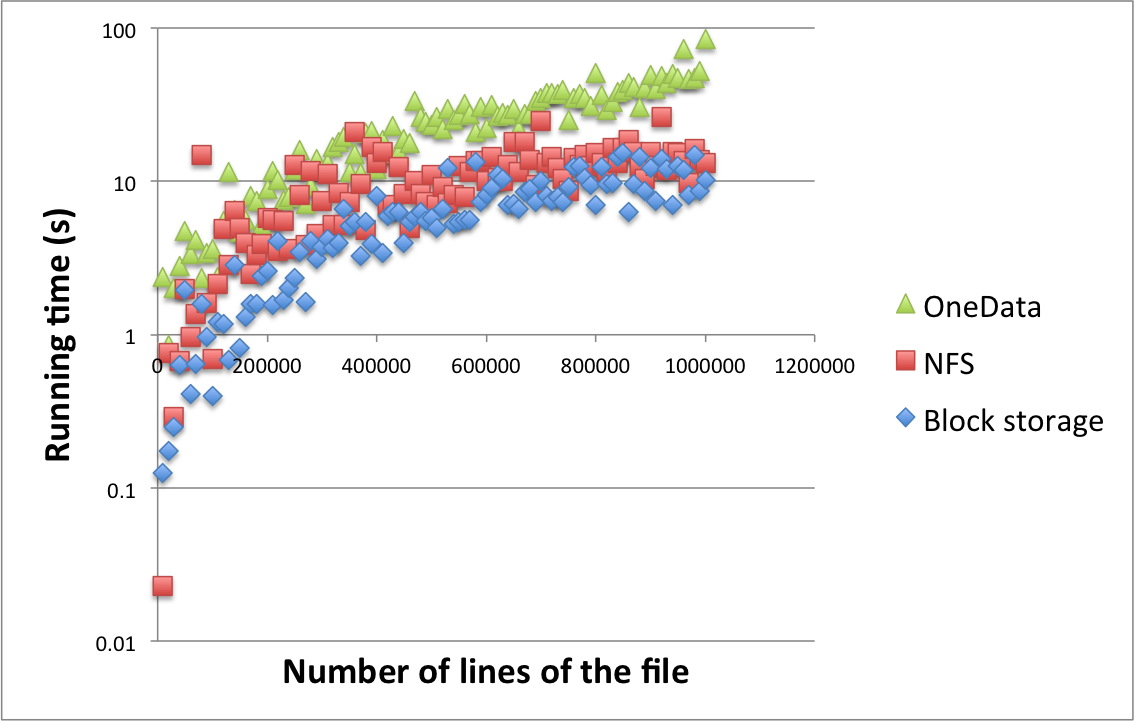 100
10
1
0.1
0.01
0 200000 400000 600000 800000 1000000 1200000
Running time (s)
Number of lines of the file
OneData
NFS
Block storage